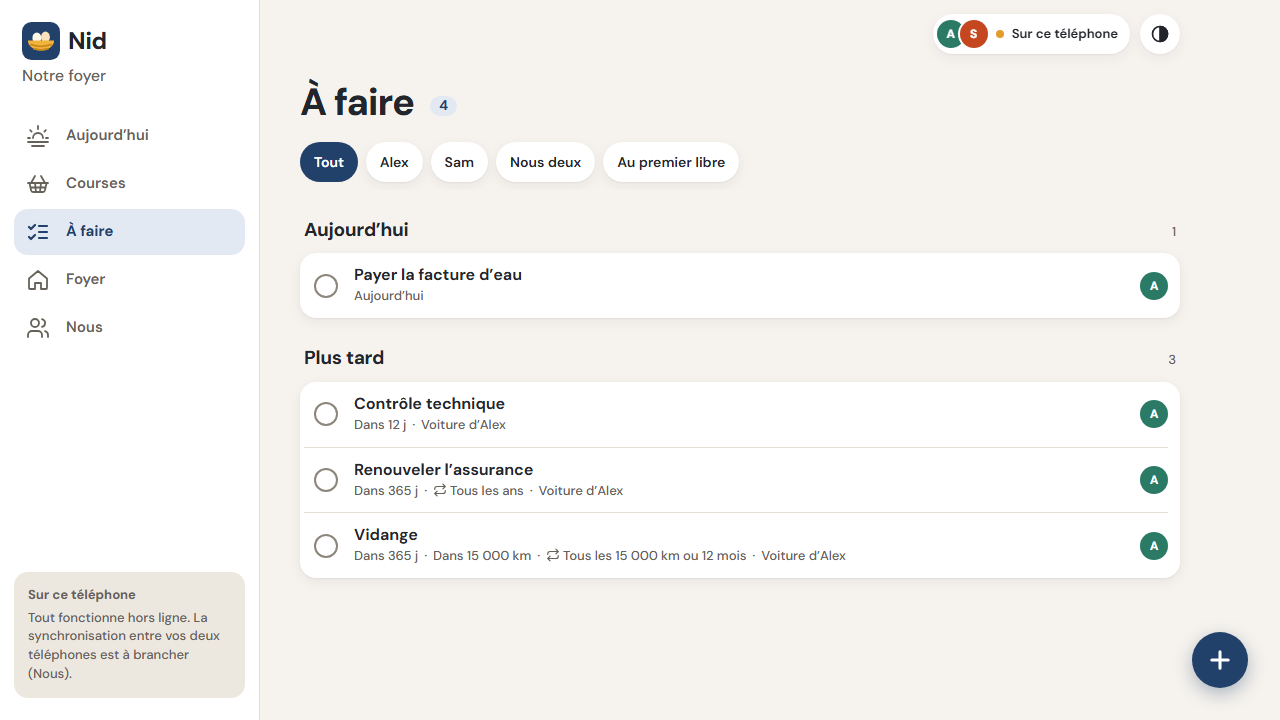 Nid
Notre foyer
Aujourd’hui
Courses
À faire
Foyer
Nous
Sur ce téléphone
Tout fonctionne hors ligne. La
synchronisation entre vos deux
téléphones est à brancher
(Nous).
A S Sur ce téléphone
À faire 4
Tout Alex Sam Nous deux Au premier libre
Aujourd’hui 1
Payer la facture d’eau
Aujourd’hui
A
Plus tard 3
Contrôle technique
Dans 12 j · Voiture d’Alex
A
Renouveler l’assurance
Dans 365 j · Tous les ans · Voiture d’Alex
A
Vidange
Dans 365 j · Dans 15 000 km · Tous les 15 000 km ou 12 mois · Voiture d’Alex
A